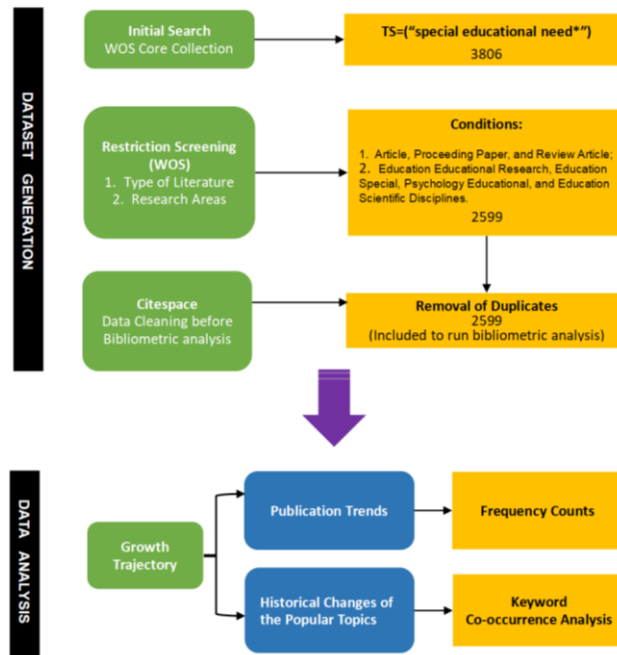 DATASET GENERATION
Initial Search
WOS Core Collection
TS=("special educational need*")
3806
Restriction Screening
(WOS)
1. Type of Literature
2. Research Areas
Conditions:
1. Article, Proceeding Paper, and Review Article;
2. Education Educational Research, Education
Special, Psychology Educational, and Education
Scientific Disciplines.
2599
Citespace
Data Cleaning before
Bibliometric analysis
Removal of Duplicates
2599
(Included to run bibliometric analysis)
DATA ANALYSIS
Growth
Trajectory
Publication Trends
Frequency Counts
Historical Changes of
the Popular Topics
Keyword
Co-occurrence Analysis